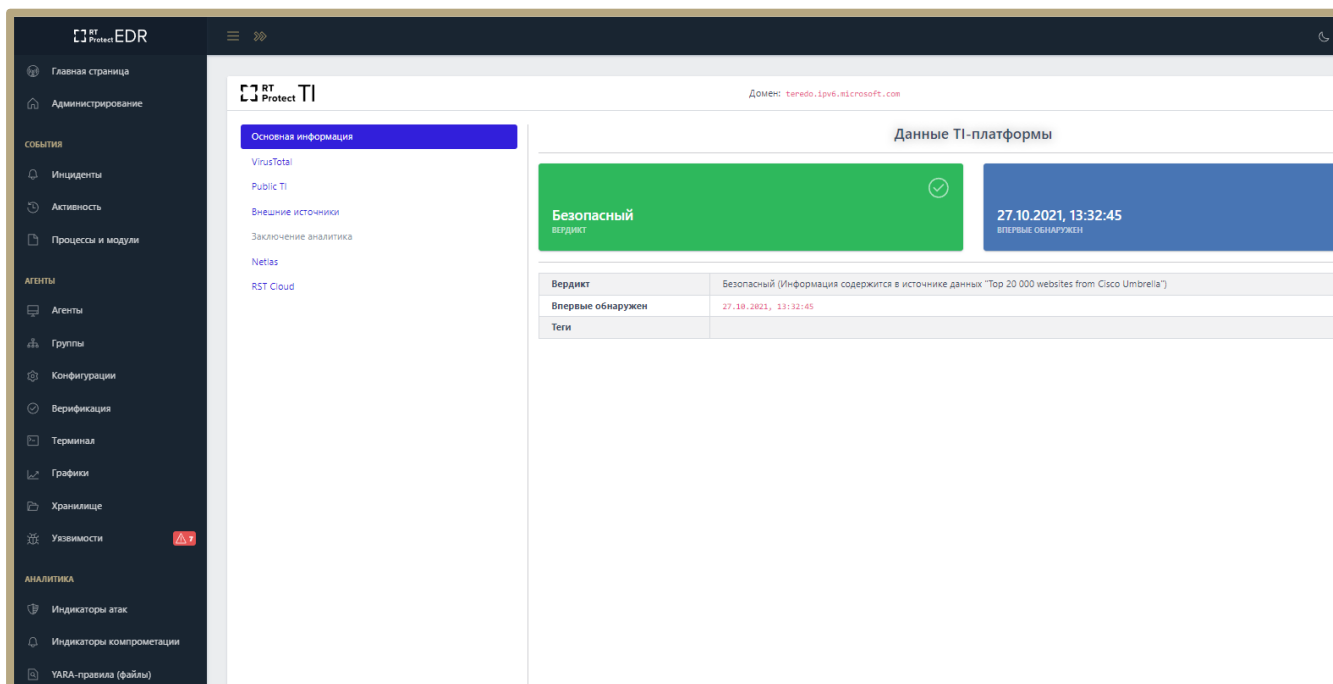 RT Protect EDR
Главная страница
Администрирование
СОБЫТИЯ
Инциденты
Активность
Процессы и модули
АГЕНТЫ
Агенты
Группы
Конфигурации
Верификация
Терминал
Графики
Хранилище
Уязвимости 7
АНАЛИТИКА
Индикаторы атак
Индикаторы компрометации
YARA-правила (файлы)
RT Protect TI
Домен: teredo.ipv6.microsoft.com
Основная информация
VirusTotal
Public TI
Внешние источники
Заключение аналитика
Netlas
RST Cloud
Данные TI-платформы
Безопасный
ВЕРДИКТ
27.10.2021, 13:32:45
ВПЕРВЫЕ ОБНАРУЖЕН
Вердикт Безопасный (Информация содержится в источнике данных "Top 20 000 websites from Cisco Umbrella")
Впервые обнаружен 27.10.2021, 13:32:45
Теги